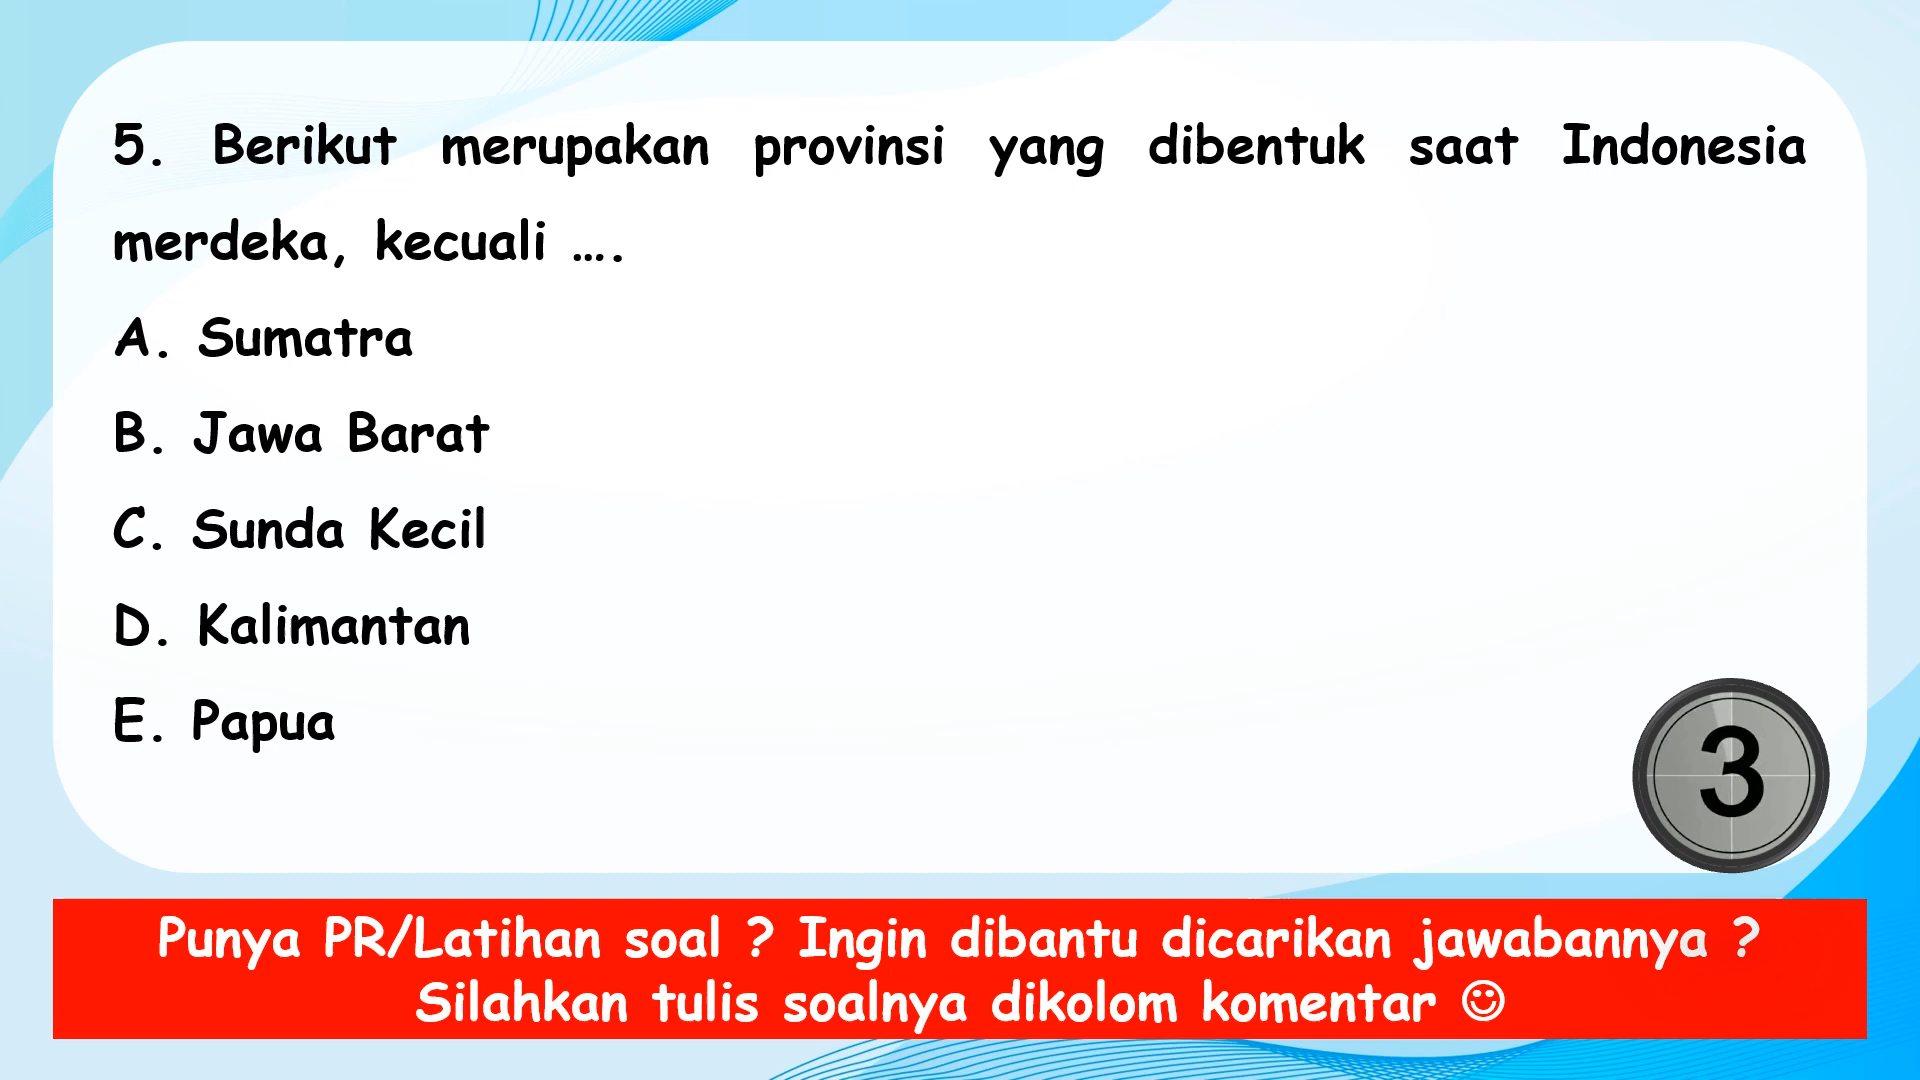 5. Berikut merupakan provinsi yang dibentuk saat Indonesia
merdeka, kecuali ….
A. Sumatra
B. Jawa Barat
C. Sunda Kecil
D. Kalimantan
E. Papua
3
Punya PR/Latihan soal ? Ingin dibantu dicarikan jawabannya ?
Silahkan tulis soalnya dikolom komentar ☺